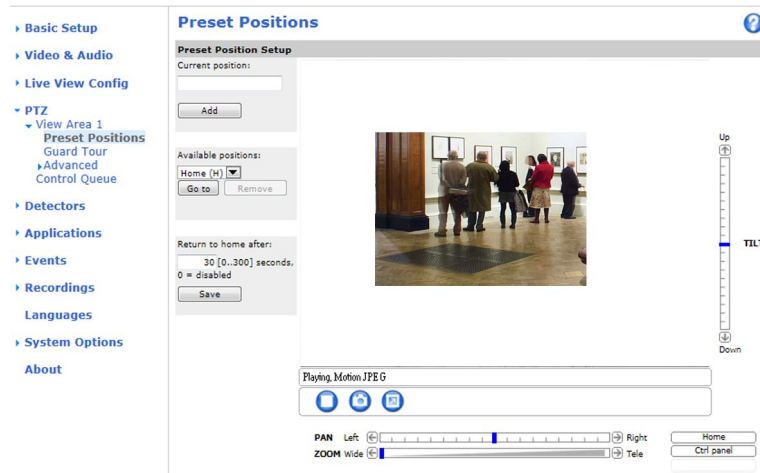 Basic Setup
Video & Audio
Live View Config
PTZ
View Area 1
Preset Positions
Guard Tour
Advanced
Control Queue
Detectors
Applications
Events
Recordings
Languages
System Options
About
Preset Positions
?
Preset Position Setup
Current position:
Add
Available positions:
Home (H)
Go to
Remove
Return to home after:
30 [0..300] seconds,
0 = disabled
Save
Up
TILT
Down
Playing, Motion JPEG
PAN Left Right
ZOOM Wide Tele
Home
Ctrl panel